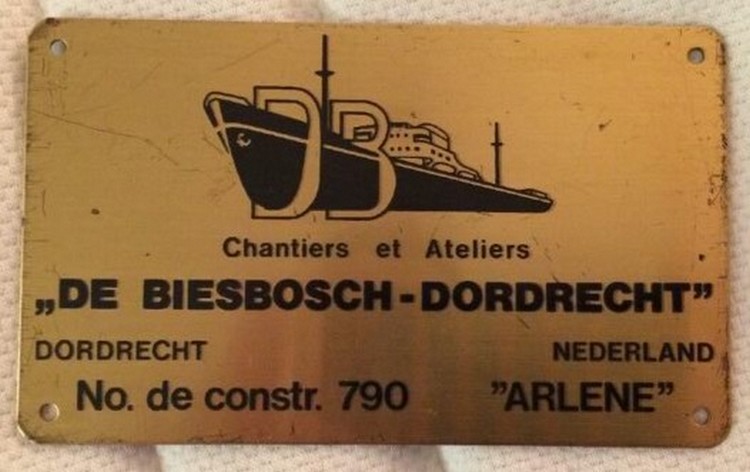 DB
Chantiers et Ateliers
„DE BIESBOSCH-DORDRECHT”
DORDRECHT NEDERLAND
No. de constr. 790 ”ARLENE”